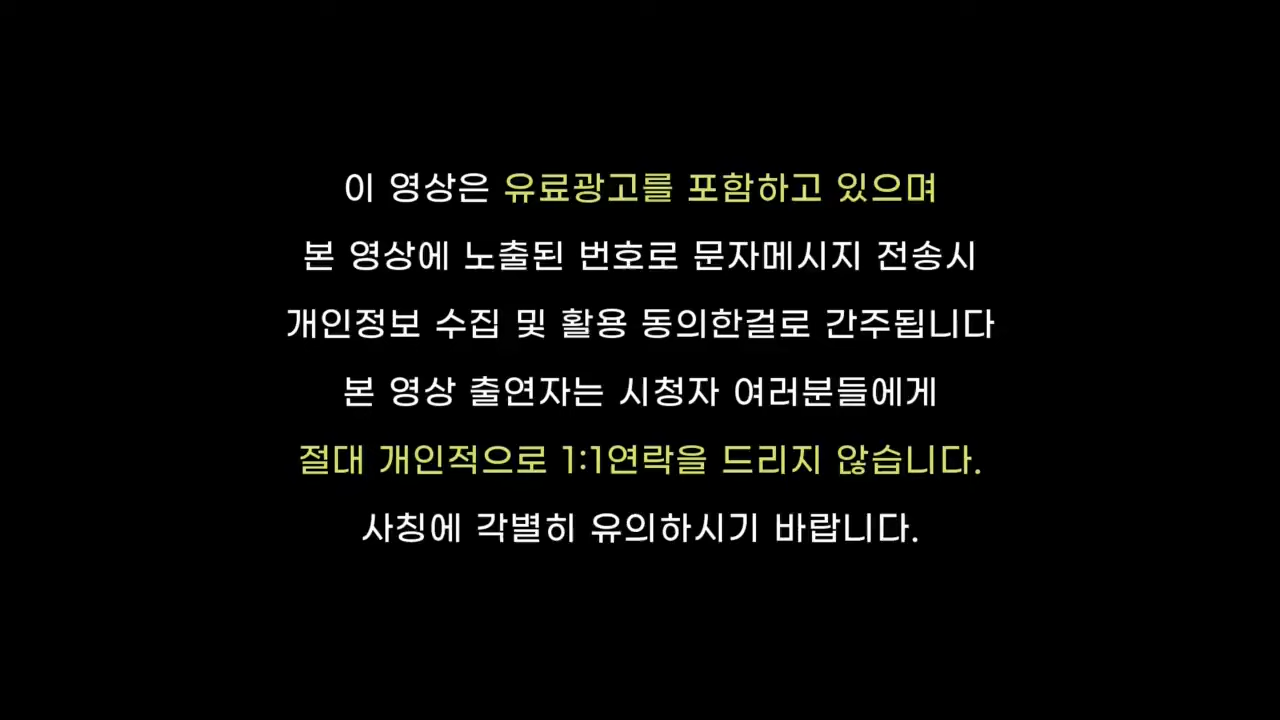 이 영상은 유료광고를 포함하고 있으며
본 영상에 노출된 번호로 문자메시지 전송시
개인정보 수집 및 활용 동의한걸로 간주됩니다
본 영상 출연자는 시청자 여러분들에게
절대 개인적으로 1:1연락을 드리지 않습니다.
사칭에 각별히 유의하시기 바랍니다.